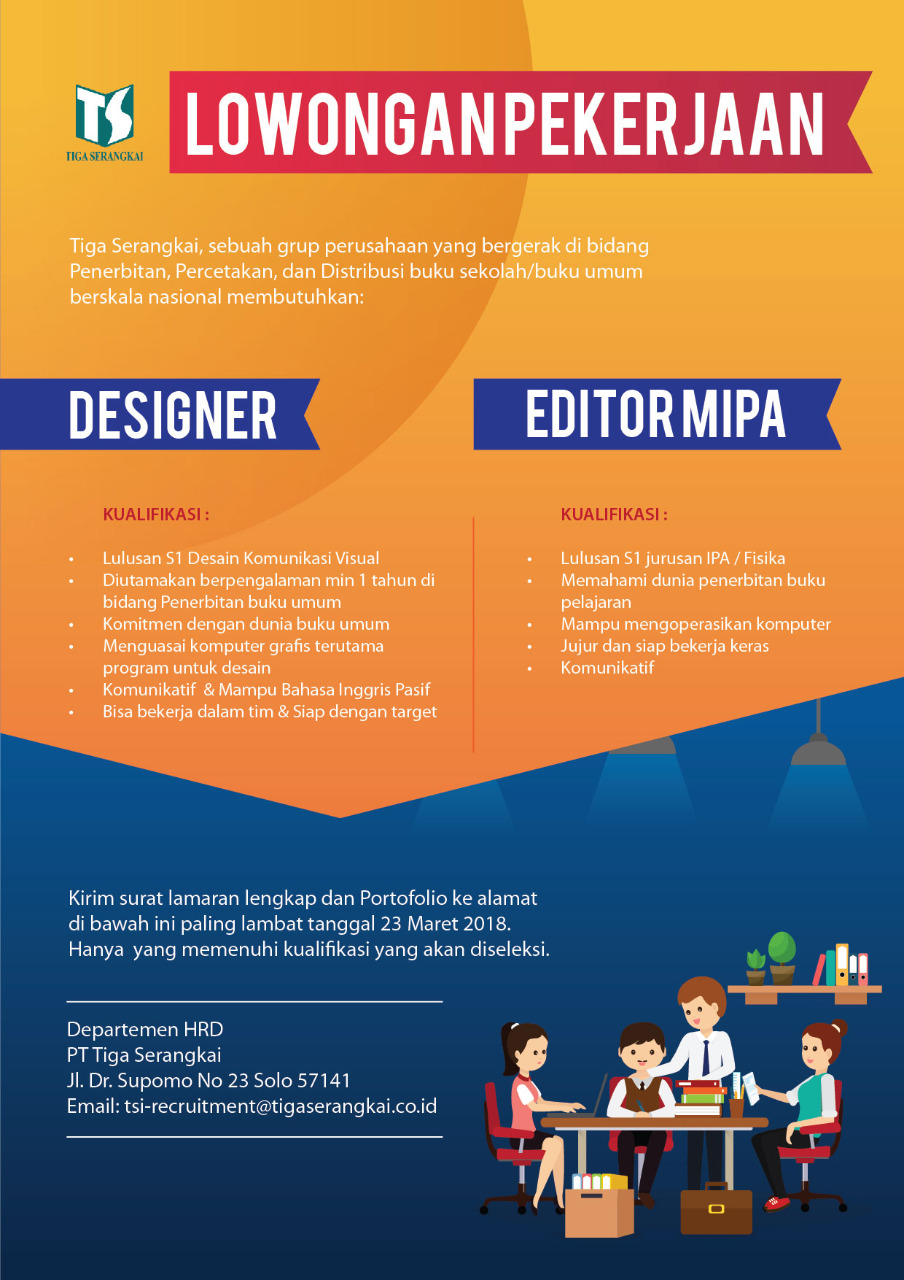 TS
TIGA SERANGKAI
LOWONGAN PEKERJAAN
Tiga Serangkai, sebuah grup perusahaan yang bergerak di bidang
Penerbitan, Percetakan, dan Distribusi buku sekolah/buku umum
berskala nasional membutuhkan:
DESIGNER
KUALIFIKASI :
• Lulusan S1 Desain Komunikasi Visual
• Diutamakan berpengalaman min 1 tahun di
bidang Penerbitan buku umum
• Komitmen dengan dunia buku umum
• Menguasai komputer grafis terutama
program untuk desain
• Komunikatif & Mampu Bahasa Inggris Pasif
• Bisa bekerja dalam tim & Siap dengan target
EDITOR MIPA
KUALIFIKASI :
• Lulusan S1 jurusan IPA / Fisika
• Memahami dunia penerbitan buku
pelajaran
• Mampu mengoperasikan komputer
• Jujur dan siap bekerja keras
• Komunikatif
Kirim surat lamaran lengkap dan Portofolio ke alamat
di bawah ini paling lambat tanggal 23 Maret 2018.
Hanya yang memenuhi kualifikasi yang akan diseleksi.
Departemen HRD
PT Tiga Serangkai
Jl. Dr. Supomo No 23 Solo 57141
Email: tsi-recruitment@tigaserangkai.co.id